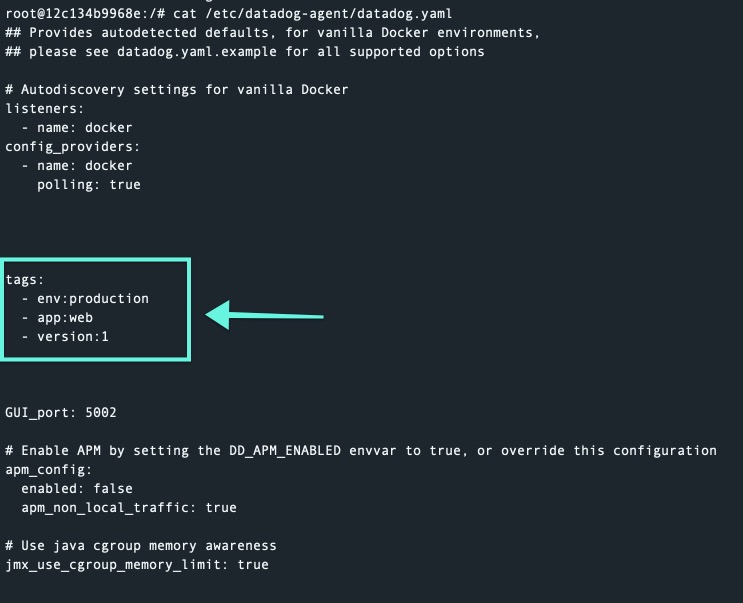 root@12c134b9968e:/# cat /etc/datadog-agent/datadog.yaml
## Provides autodetected defaults, for vanilla Docker environments,
## please see datadog.yaml.example for all supported options

# Autodiscovery settings for vanilla Docker
listeners:
  - name: docker
config_providers:
  - name: docker
    polling: true

tags:
  - env:production
  - app:web
  - version:1

GUI_port: 5002

# Enable APM by setting the DD_APM_ENABLED envvar to true, or override this configuration
apm_config:
  enabled: false
  apm_non_local_traffic: true

# Use java cgroup memory awareness
jmx_use_cgroup_memory_limit: true